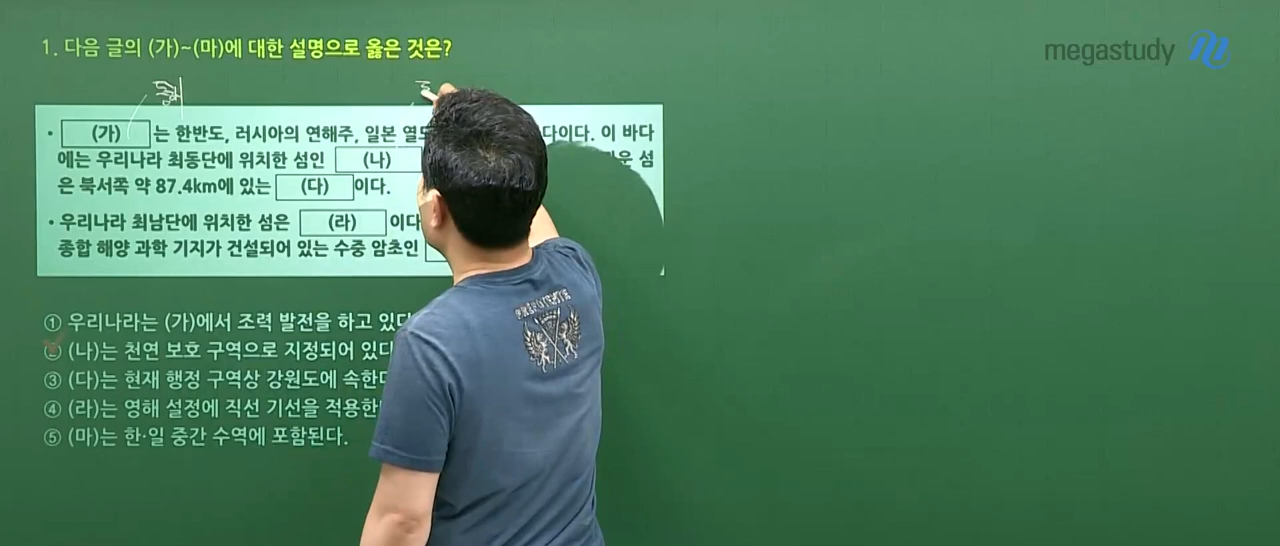 1. 다음 글의 (가)~(마)에 대한 설명으로 옳은 것은?
megastudy
동해
• (가) 는 한반도, 러시아의 연해주, 일본 다이다. 이 바다
에는 우리나라 최동단에 위치한 섬인 (나) 섬
은 북서쪽 약 87.4km에 있는 (다) 이다.
• 우리나라 최남단에 위치한 섬은 (라) 이다
종합 해양 과학 기지가 건설되어 있는 수중 암초인
① 우리나라는 (가)에서 조력 발전을 하고 있다
② (나)는 천연 보호 구역으로 지정되어 있다
③ (다)는 현재 행정 구역상 강원도에 속한다
④ (라)는 영해 설정에 직선 기선을 적용한
⑤ (마)는 한·일 중간 수역에 포함된다.